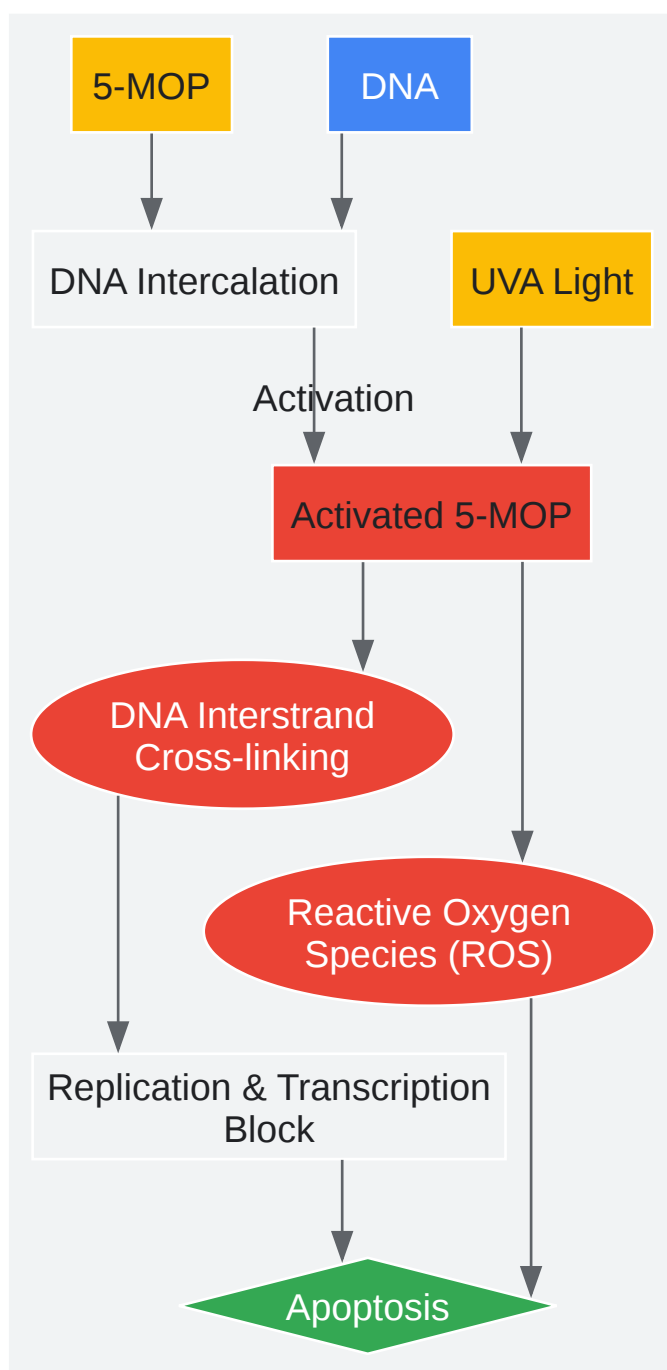 5-MOP
DNA
DNA Intercalation
UVA Light
Activation
Activated 5-MOP
DNA Interstrand
Cross-linking
Reactive Oxygen
Species (ROS)
Replication & Transcription
Block
Apoptosis